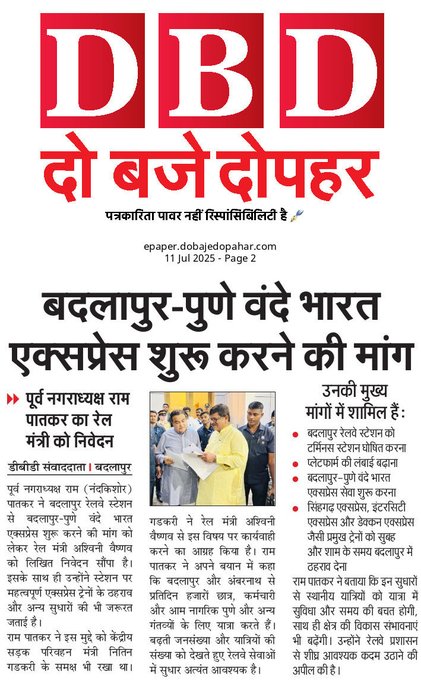 DBD
दो बजे दोपहर
पत्रकारिता पावर नहीं रिस्पांसिबिलिटी है
epaper.dobajedopahar.com
11 Jul 2025 - Page 2
बदलापुर-पुणे वंदे भारत
एक्सप्रेस शुरू करने की मांग
पूर्व नगराध्यक्ष राम
पातकर का रेल
मंत्री को निवेदन
डीबीडी संवाददाता | बदलापुर
पूर्व नगराध्यक्ष राम (नंदकिशोर)
पातकर ने बदलापुर रेलवे स्टेशन
से बदलापुर-पुणे वंदे भारत
एक्सप्रेस शुरू करने की मांग को
लेकर रेल मंत्री अश्विनी वैष्णव
को लिखित निवेदन सौंपा है।
इसके साथ ही उन्होंने स्टेशन पर
महत्वपूर्ण एक्सप्रेस ट्रेनों के ठहराव
और अन्य सुधारों की भी जरूरत
जताई है।
राम पातकर ने इस मुद्दे को केंद्रीय
सड़क परिवहन मंत्री नितिन
गडकरी के समक्ष भी रखा था।
गडकरी ने रेल मंत्री अश्विनी
वैष्णव से इस विषय पर कार्यवाही
करने का आग्रह किया है। राम
पातकर ने अपने बयान में कहा
कि बदलापुर और अंबरनाथ से
प्रतिदिन हजारों छात्र, कर्मचारी
और आम नागरिक पुणे और अन्य
गंतव्यों के लिए यात्रा करते हैं।
बढ़ती जनसंख्या और यात्रियों की
संख्या को देखते हुए रेलवे सेवाओं
में सुधार अत्यंत आवश्यक है।
उनकी मुख्य
मांगों में शामिल हैं:
बदलापुर रेलवे स्टेशन को
टर्मिनस स्टेशन घोषित करना
प्लेटफार्म की लंबाई बढ़ाना
बदलापुर-पुणे वंदे भारत
एक्सप्रेस सेवा शुरू करना
सिंहगढ़ एक्सप्रेस, इंटरसिटी
एक्सप्रेस और डेक्कन एक्सप्रेस
जैसी प्रमुख ट्रेनों को सुबह
और शाम के समय बदलापुर में
ठहराव देना
राम पातकर ने बताया कि इन सुधारों
से स्थानीय यात्रियों को यात्रा में
सुविधा और समय की बचत होगी,
साथ ही क्षेत्र की विकास संभावनाएं
भी बढ़ेंगी। उन्होंने रेलवे प्रशासन
से शीघ्र आवश्यक कदम उठाने की
अपील की है।